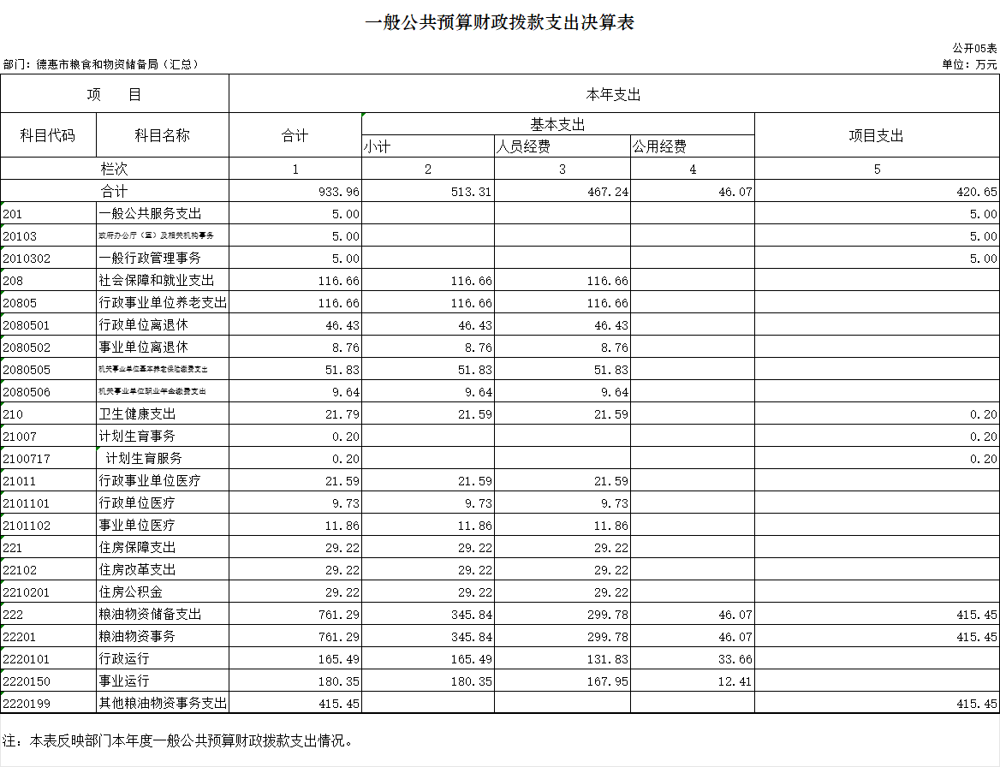 一般公共预算财政拨款支出决算表
公开05表
部门：德惠市粮食和物资储备局（汇总） 单位：万元
项 目 本年支出
科目代码 科目名称 合计 基本支出 项目支出
小计 人员经费 公用经费
栏次 1 2 3 4 5
合计 933.96 513.31 467.24 46.07 420.65
201 一般公共服务支出 5.00 5.00
20103 政府办公厅（室）及相关机构事务 5.00 5.00
2010302 一般行政管理事务 5.00 5.00
208 社会保障和就业支出 116.66 116.66 116.66
20805 行政事业单位养老支出 116.66 116.66 116.66
2080501 行政单位离退休 46.43 46.43 46.43
2080502 事业单位离退休 8.76 8.76 8.76
2080505 机关事业单位基本养老保险缴费支出 51.83 51.83 51.83
2080506 机关事业单位职业年金缴费支出 9.64 9.64 9.64
210 卫生健康支出 21.79 21.59 21.59 0.20
21007 计划生育事务 0.20 0.20
2100717 计划生育服务 0.20 0.20
21011 行政事业单位医疗 21.59 21.59 21.59
2101101 行政单位医疗 9.73 9.73 9.73
2101102 事业单位医疗 11.86 11.86 11.86
221 住房保障支出 29.22 29.22 29.22
22102 住房改革支出 29.22 29.22 29.22
2210201 住房公积金 29.22 29.22 29.22
222 粮油物资储备支出 761.29 345.84 299.78 46.07 415.45
22201 粮油物资事务 761.29 345.84 299.78 46.07 415.45
2220101 行政运行 165.49 165.49 131.83 33.66
2220150 事业运行 180.35 180.35 167.95 12.41
2220199 其他粮油物资事务支出 415.45 415.45
注：本表反映部门本年度一般公共预算财政拨款支出情况。